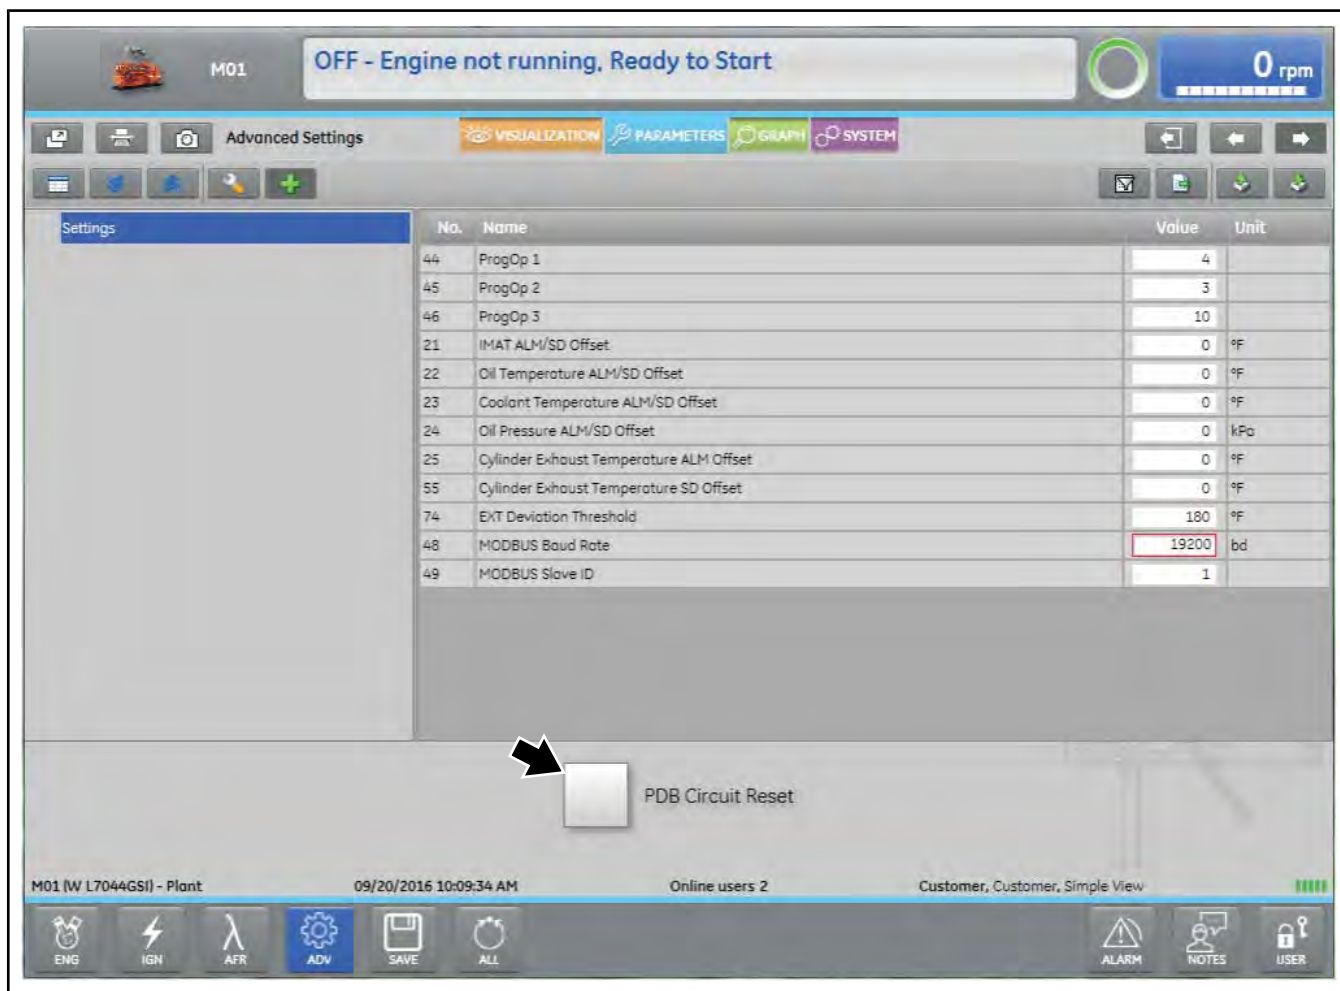 M01 OFF - Engine not running, Ready to Start 0 rpm
Advanced Settings VISUALIZATION PARAMETERS GRAPH SYSTEM
Settings
No. Name Value Unit
44 ProgOp 1 4
45 ProgOp 2 3
46 ProgOp 3 10
21 IMAT ALM/SD Offset 0 °F
22 Oil Temperature ALM/SD Offset 0 °F
23 Coolant Temperature ALM/SD Offset 0 °F
24 Oil Pressure ALM/SD Offset 0 kPa
25 Cylinder Exhaust Temperature ALM Offset 0 °F
55 Cylinder Exhaust Temperature SD Offset 0 °F
74 EXT Deviation Threshold 180 °F
48 MODBUS Baud Rate 19200 bd
49 MODBUS Slave ID 1
PDB Circuit Reset
M01 (W L7044GSI) - Plant 09/20/2016 10:09:34 AM Online users 2 Customer, Customer, Simple View
ENG IGN λ AFR ADV SAVE ALL ALARM NOTES USER